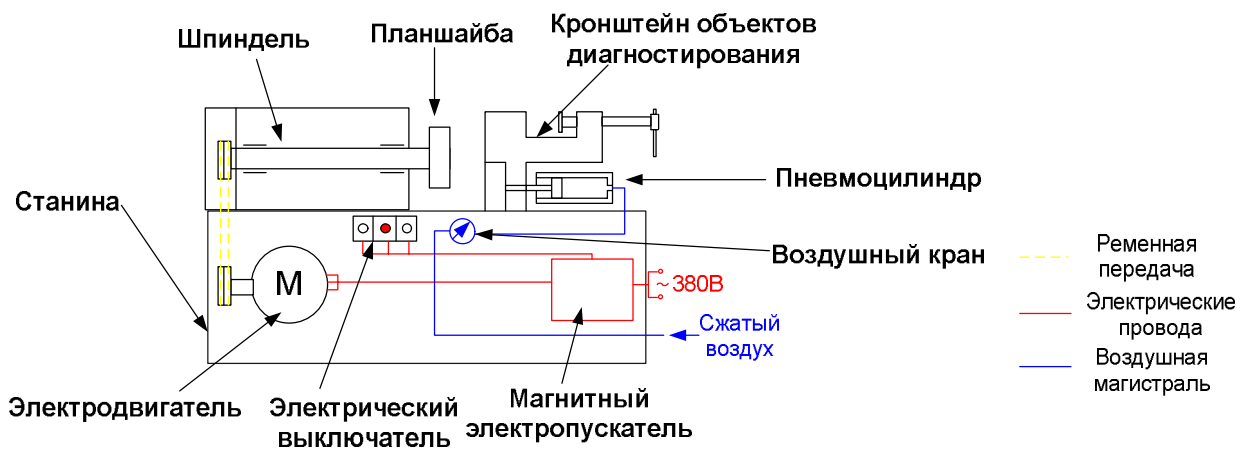 Шпиндель
Планшайба
Кронштейн объектов
диагностирования
Станина
Пневмоцилиндр
Воздушный кран
М
~ 380В
Сжатый
воздух
Электродвигатель
Электрический
выключатель
Магнитный
электропускатель
Ременная
передача
Электрические
провода
Воздушная
магистраль